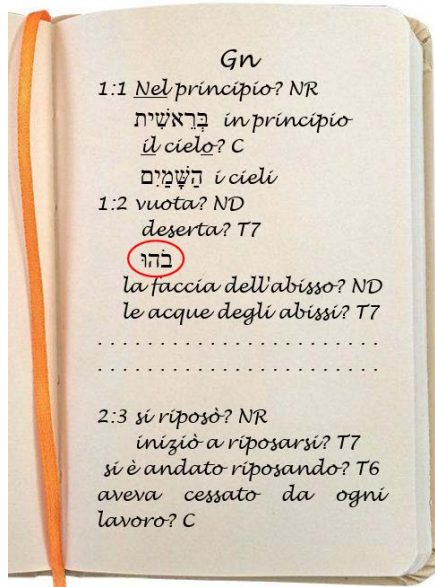 Gn
1:1 Nel principio? NR
בְּרֵאשִׁית in principio
il cielo? C
הַשָּׁמַיִם i cieli
1:2 vuota? ND
deserta? T7
בֹהוּ
la faccia dell'abisso? ND
le acque degli abissi? T7
. . . . . . . . . . . . . . . . . . . . . . . .
. . . . . . . . . . . . . . . . . . . . . . . .
2:3 si riposò? NR
iniziò a riposarsi? T7
si è andato riposando? T6
aveva cessato da ogni
lavoro? C